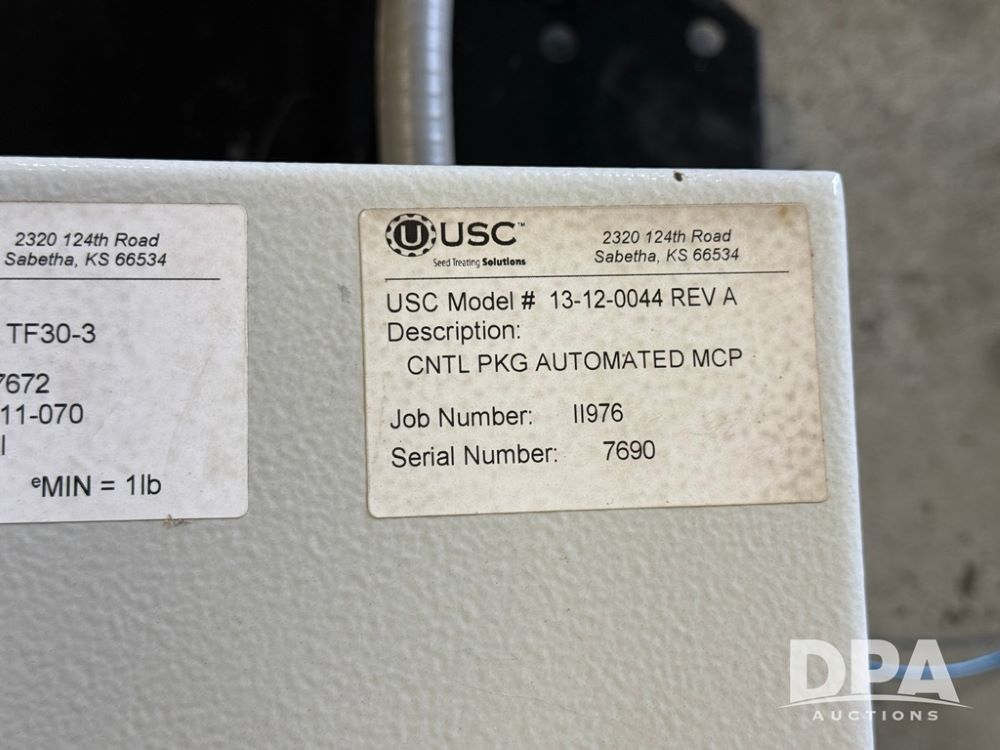 2320 124th Road
Sabetha, KS 66534
TF30-3
7672
11-070
eMIN = 1lb
U USC™
Seed Treating Solutions
2320 124th Road
Sabetha, KS 66534
USC Model # 13-12-0044 REV A
Description:
CNTL PKG AUTOMATED MCP
Job Number: II976
Serial Number: 7690
DPA
AUCTIONS